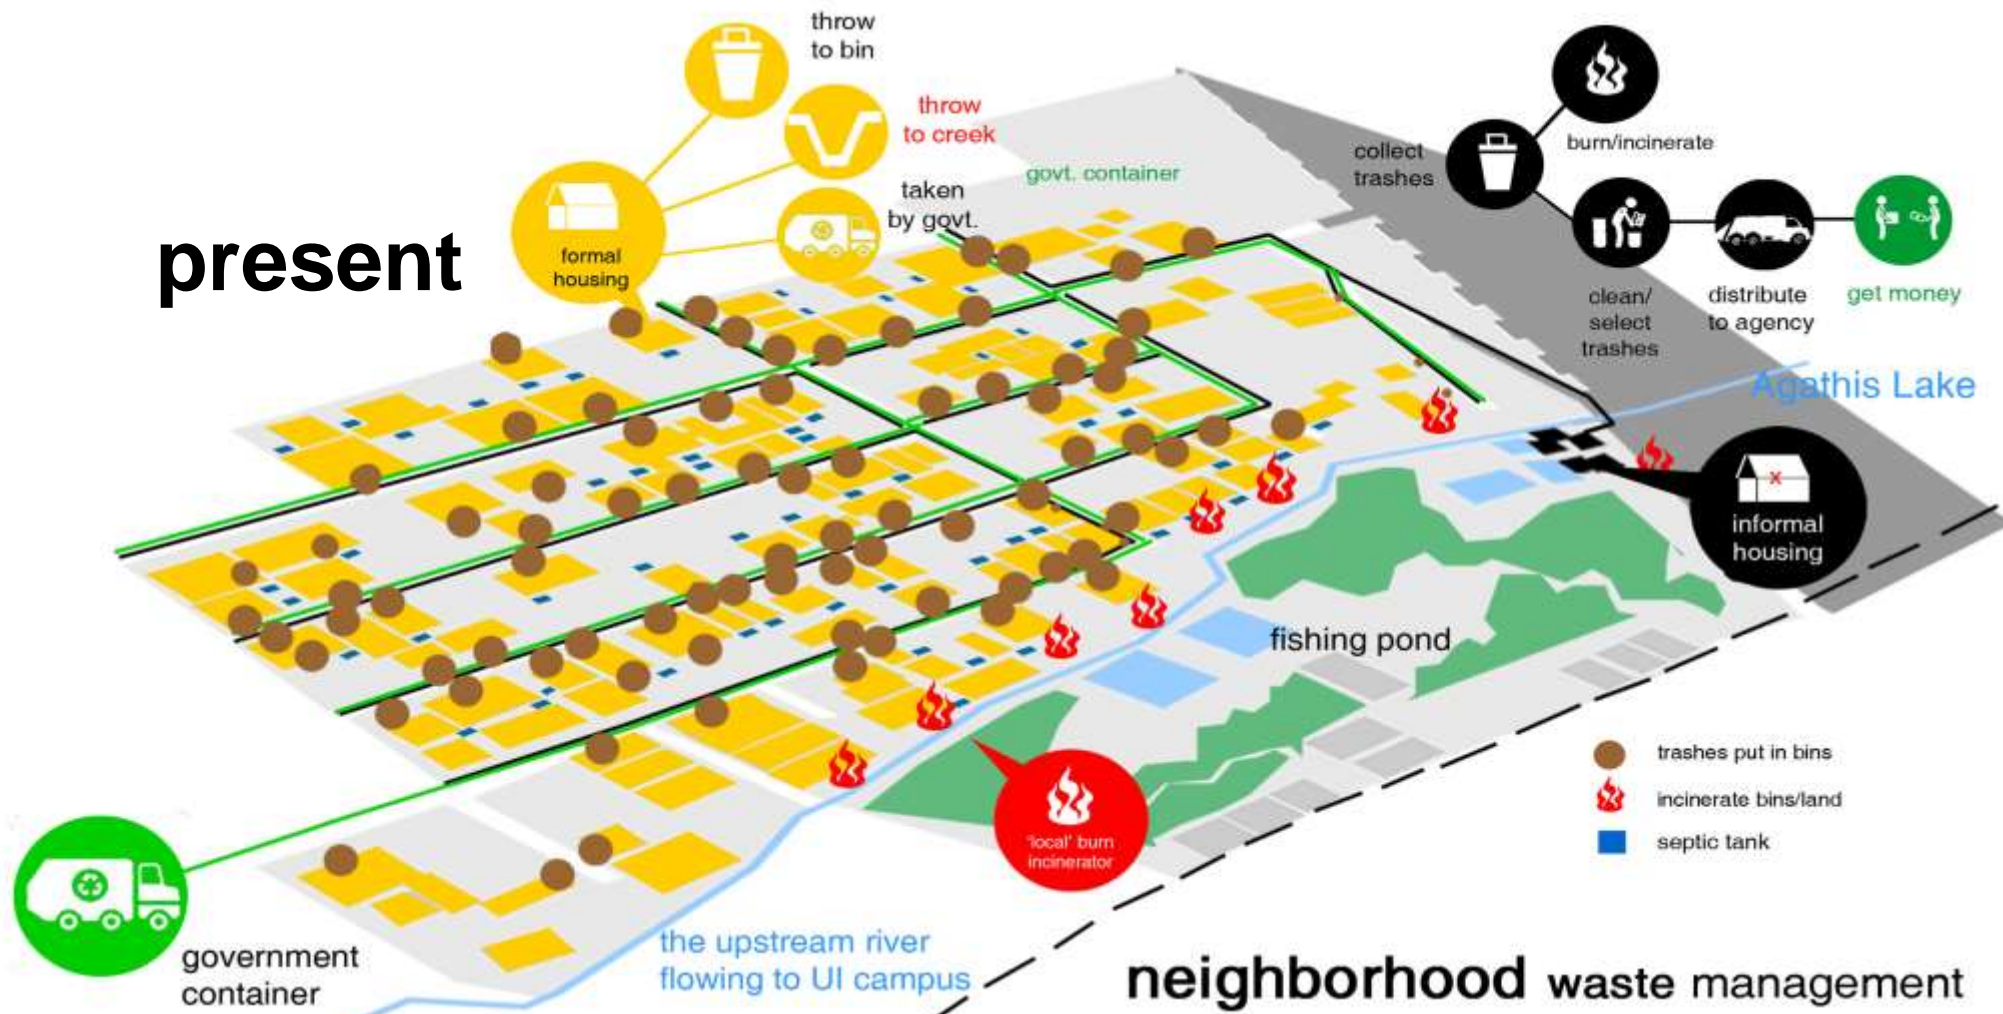 present
throw
to bin
throw
to creek
taken
by govt.
formal
housing
govt. container
collect
trashes
burn/incinerate
clean/
select
trashes
distribute
to agency
get money
Agathis Lake
x
informal
housing
fishing pond
trashes put in bins
incinerate bins/land
septic tank
'local' burn
incinerator
government
container
the upstream river
flowing to UI campus
neighborhood waste management